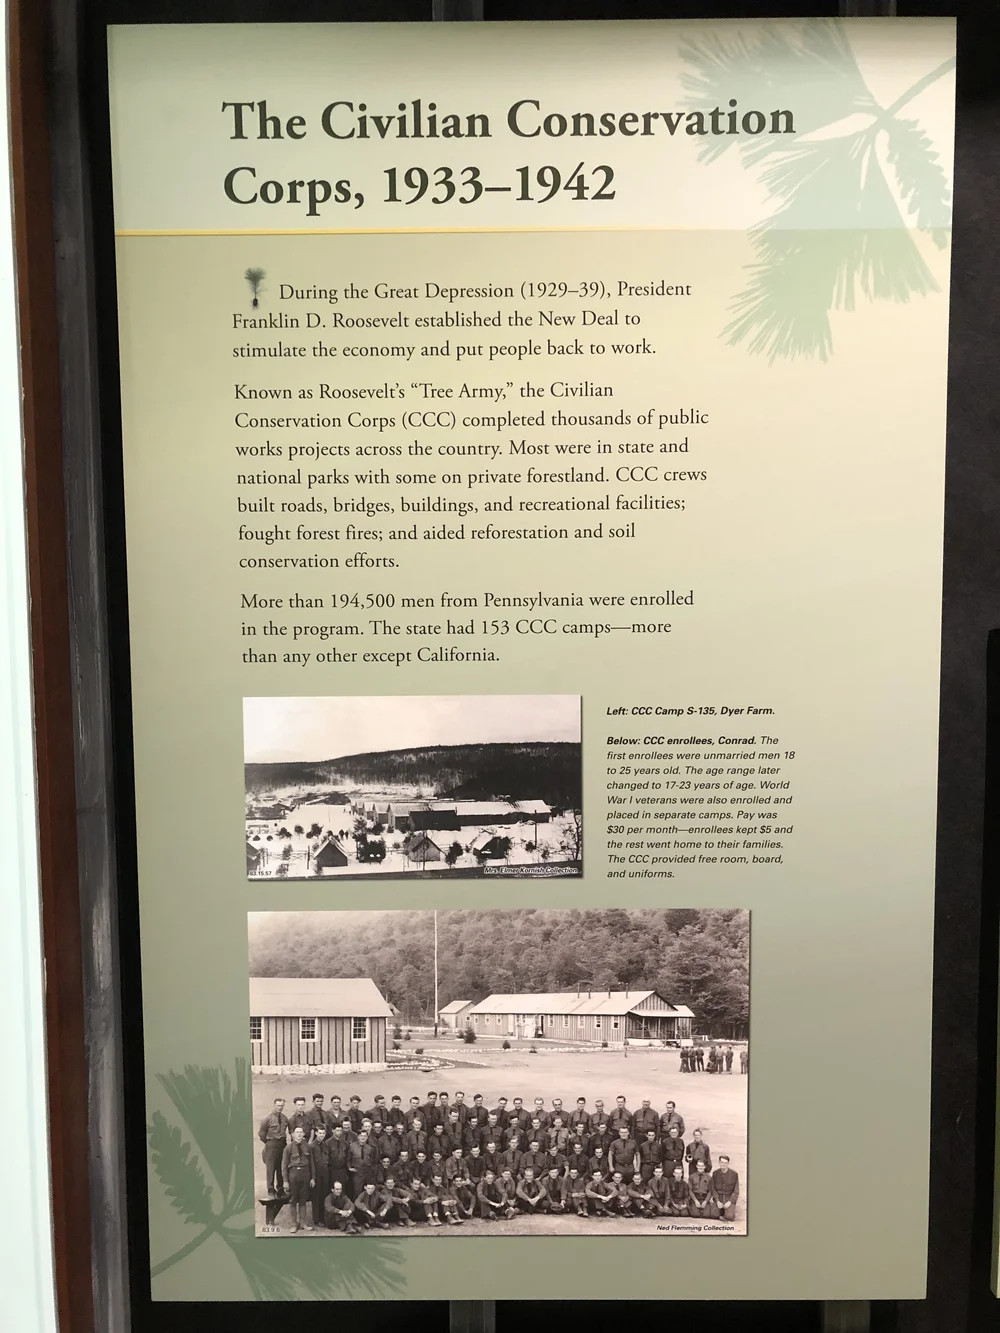 The Civilian Conservation
Corps, 1933–1942
During the Great Depression (1929–39), President
Franklin D. Roosevelt established the New Deal to
stimulate the economy and put people back to work.
Known as Roosevelt's “Tree Army,” the Civilian
Conservation Corps (CCC) completed thousands of public
works projects across the country. Most were in state and
national parks with some on private forestland. CCC crews
built roads, bridges, buildings, and recreational facilities;
fought forest fires; and aided reforestation and soil
conservation efforts.
More than 194,500 men from Pennsylvania were enrolled
in the program. The state had 153 CCC camps—more
than any other except California.
Left: CCC Camp S-135, Dyer Farm.
Below: CCC enrollees, Conrad. The
first enrollees were unmarried men 18
to 25 years old. The age range later
changed to 17-23 years of age. World
War I veterans were also enrolled and
placed in separate camps. Pay was
$30 per month—enrollees kept $5 and
the rest went home to their families.
The CCC provided free room, board,
and uniforms.
83.15.57
Mrs. Elmer Kornish Collection
83.9.6
Ned Flemming Collection